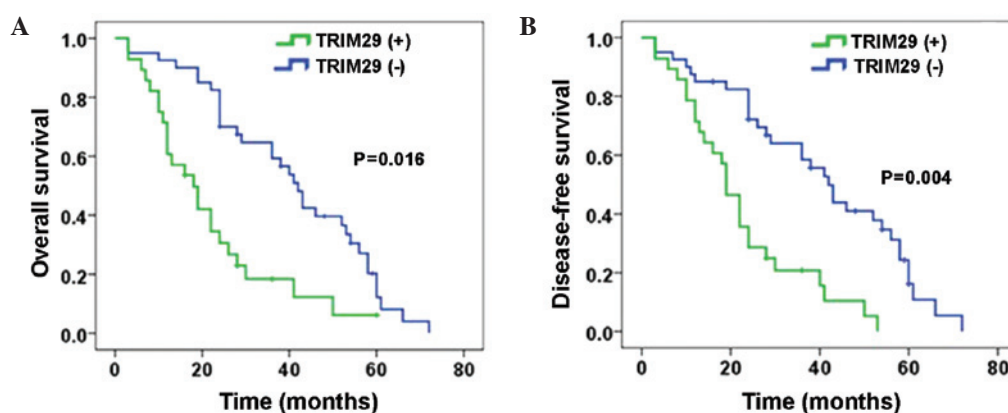 A
Overall survival
1.0
0.8
0.6
0.4
0.2
0.0
TRIM29 (+)
TRIM29 (-)
P=0.016
0 20 40 60 80
Time (months)
B
Disease-free survival
1.0
0.8
0.6
0.4
0.2
0.0
TRIM29 (+)
TRIM29 (-)
P=0.004
0 20 40 60 80
Time (months)